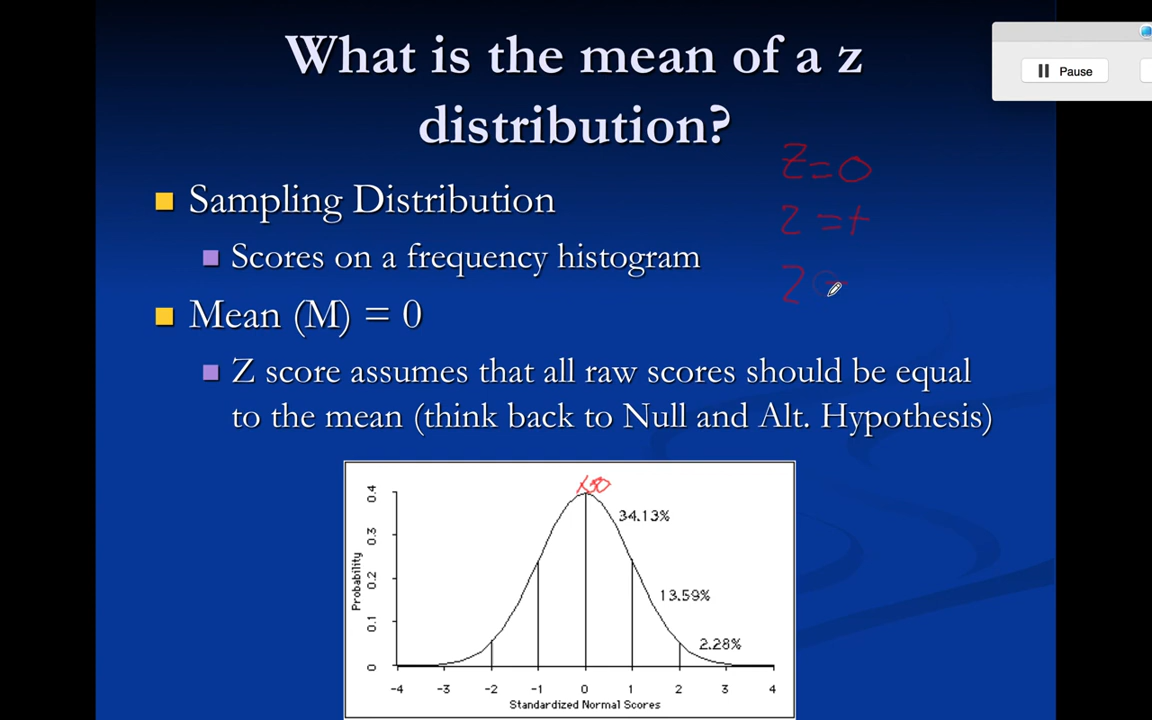 What is the mean of a z
distribution?
Pause
z=0
z=+
z
Sampling Distribution
Scores on a frequency histogram
Mean (M) = 0
Z score assumes that all raw scores should be equal
to the mean (think back to Null and Alt. Hypothesis)
0.4
0.3
0.2
0.1
0
Probability
34.13%
13.59%
2.28%
-4 -3 -2 -1 0 1 2 3 4
Standardized Normal Scores